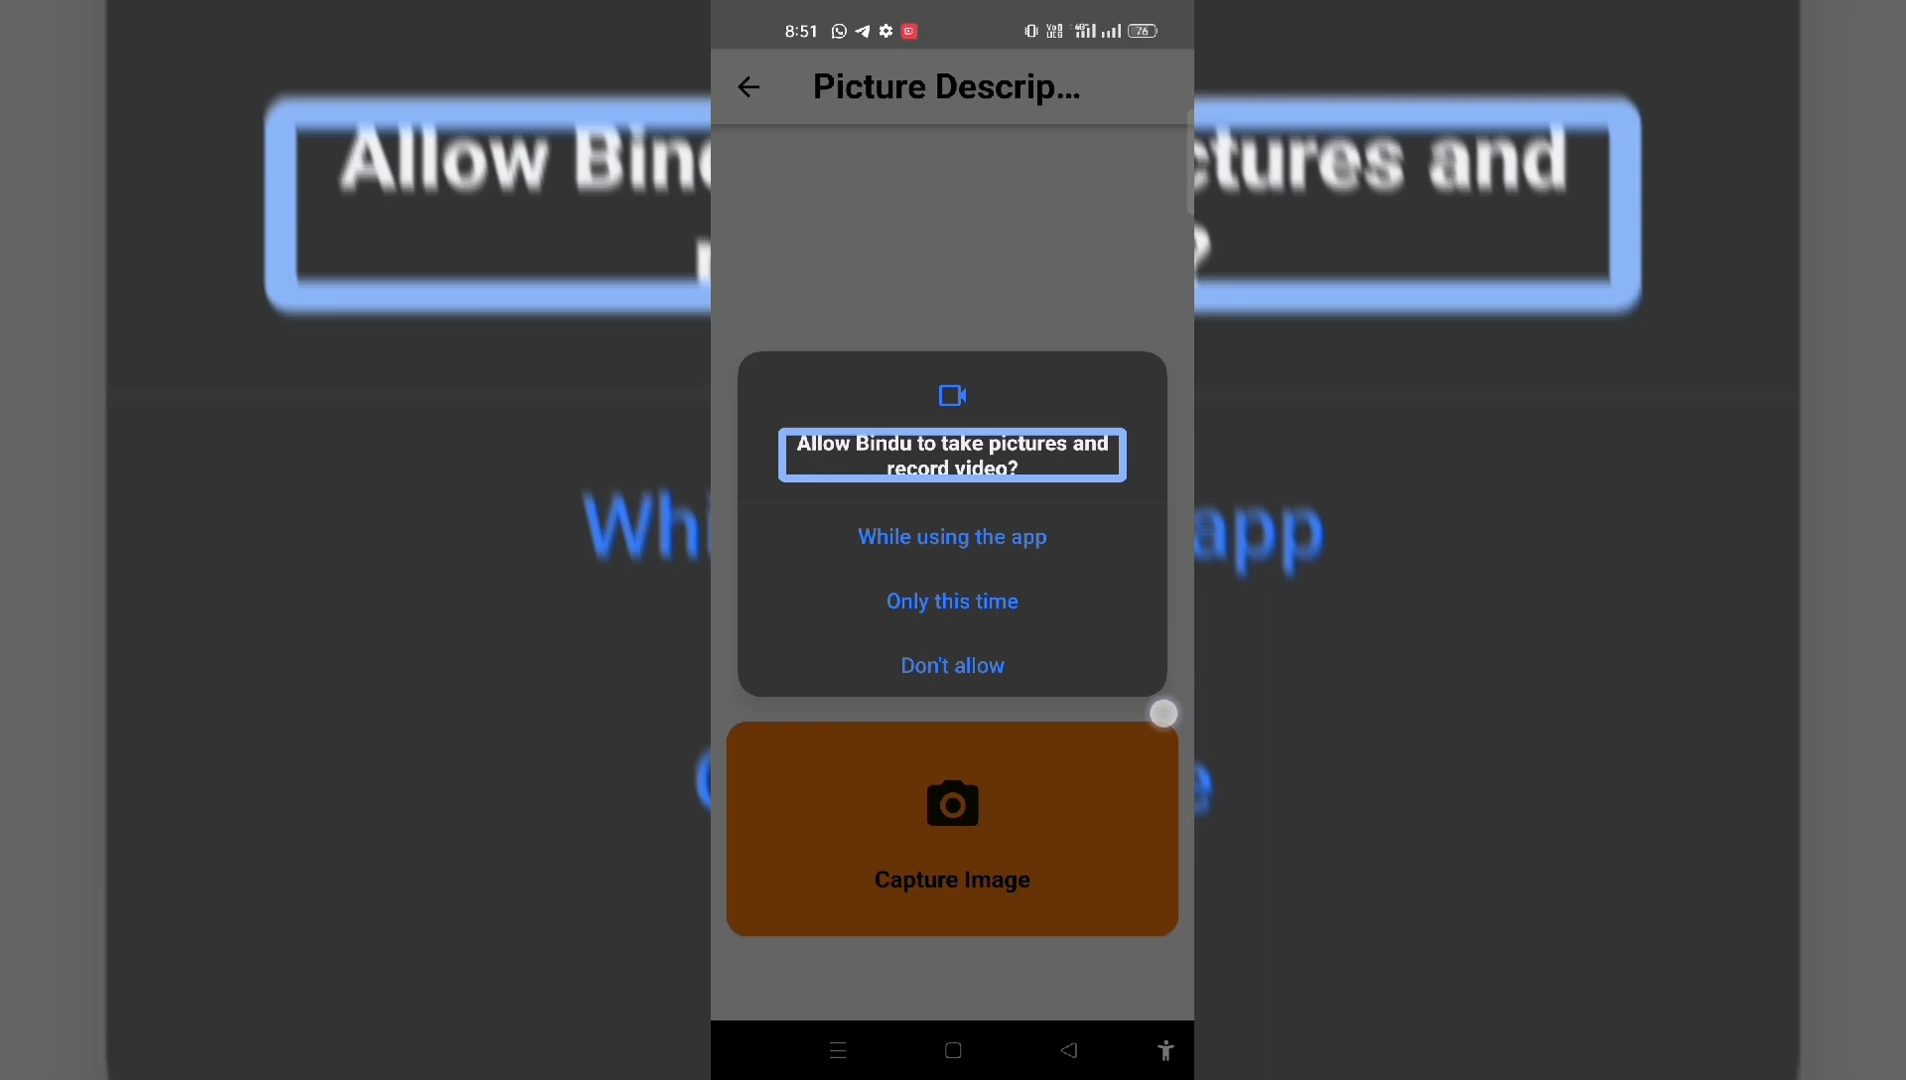 8:51
76
Picture Descrip...
Allow Bindu to take pictures and
record video?
While using the app
Only this time
Don't allow
Capture Image